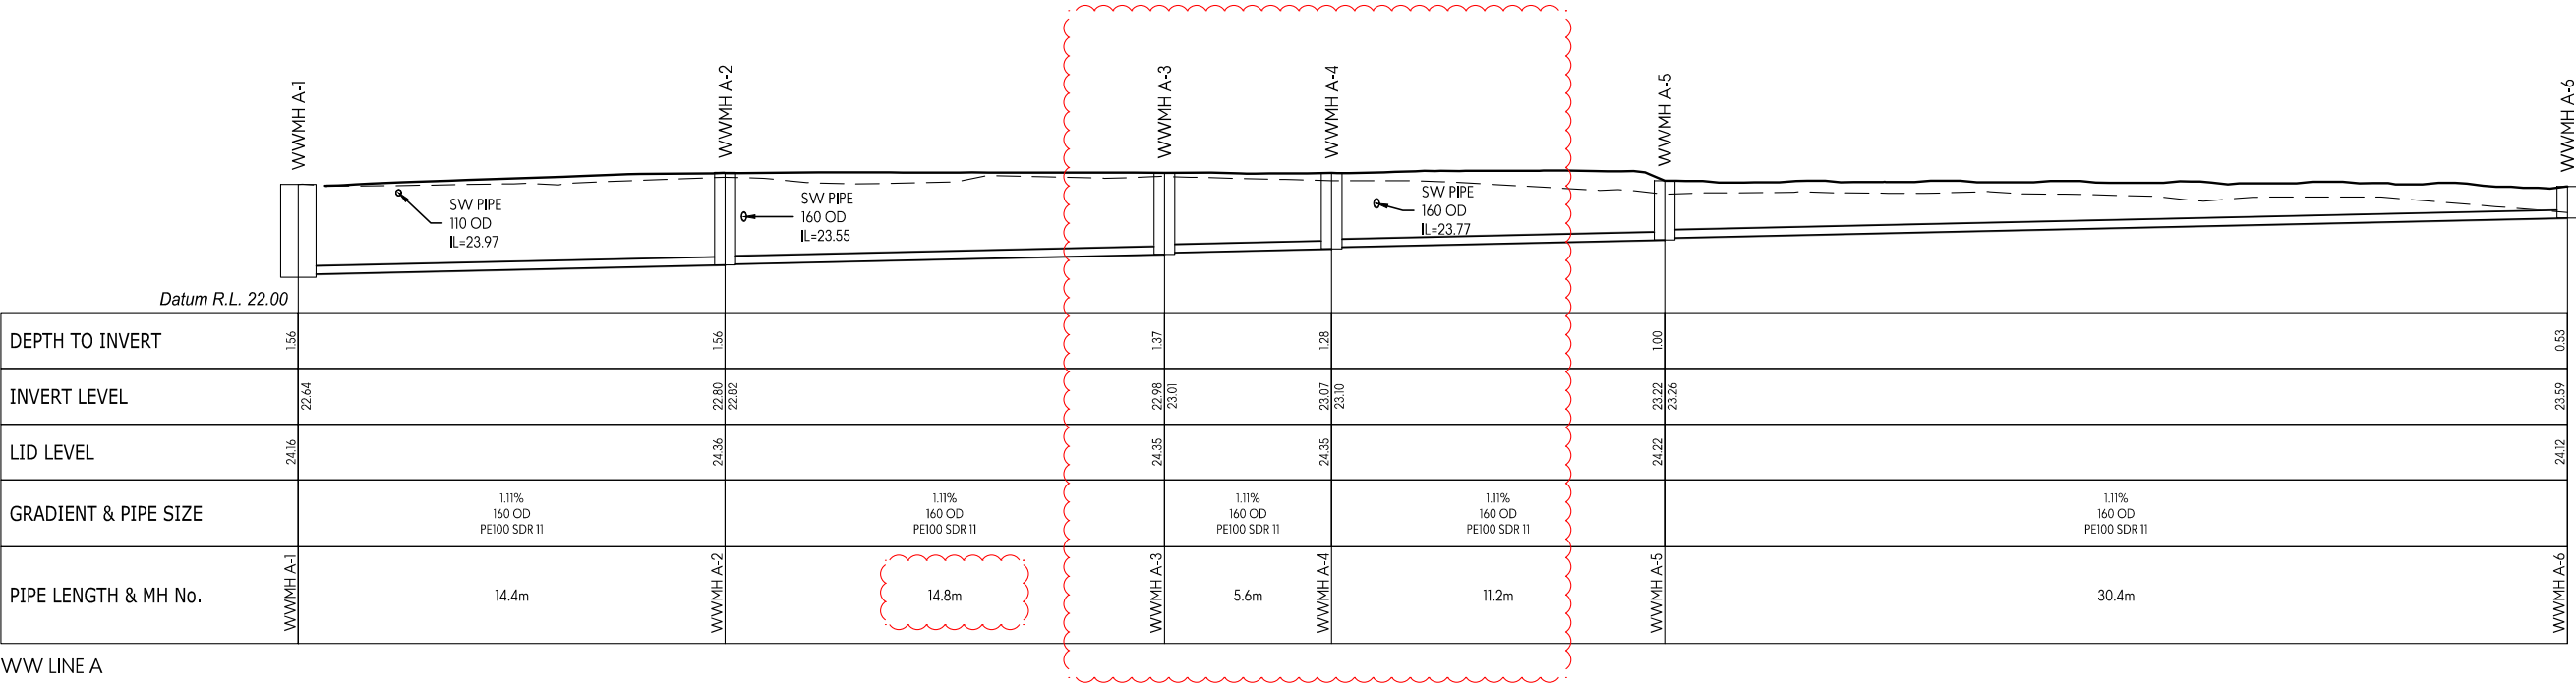 WWMH A-1
WWMH A-2
WWMH A-3
WWMH A-4
WWMH A-5
WWMH A-6
SW PIPE
110 OD
IL=23.97
SW PIPE
160 OD
IL=23.55
SW PIPE
160 OD
IL=23.77
Datum R.L. 22.00
DEPTH TO INVERT
1.56
1.56
1.37
1.28
1.00
0.53
INVERT LEVEL
22.64
22.80
22.82
22.98
23.01
23.07
23.10
23.22
23.26
23.59
LID LEVEL
24.16
24.36
24.35
24.35
24.22
24.12
GRADIENT & PIPE SIZE
1.11%
160 OD
PE100 SDR 11
1.11%
160 OD
PE100 SDR 11
1.11%
160 OD
PE100 SDR 11
1.11%
160 OD
PE100 SDR 11
1.11%
160 OD
PE100 SDR 11
PIPE LENGTH & MH No.
WWMH A-1
14.4m
WWMH A-2
14.8m
WWMH A-3
5.6m
WWMH A-4
11.2m
WWMH A-5
30.4m
WWMH A-6
WW LINE A